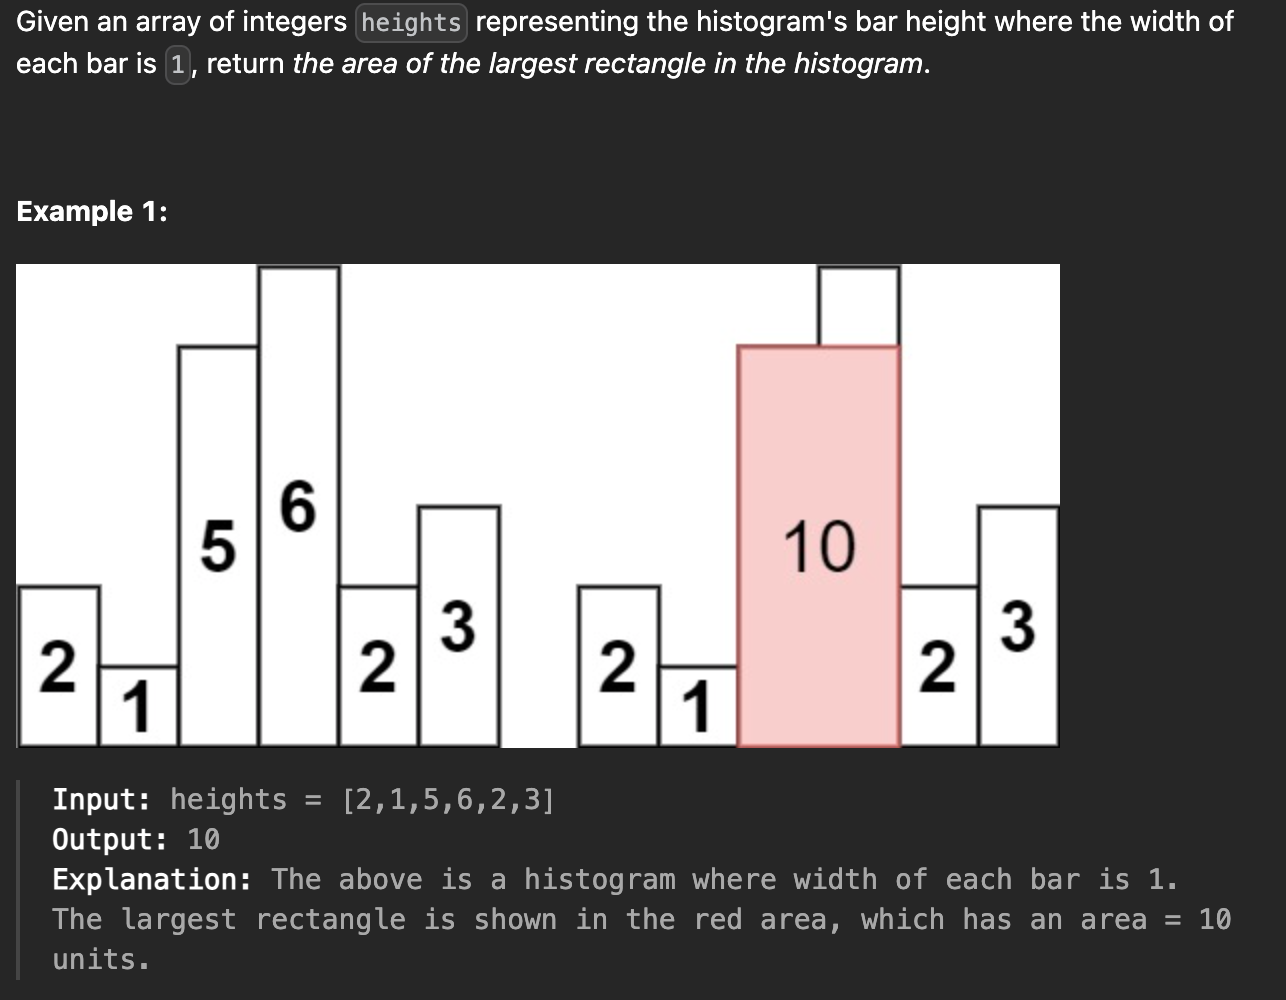 Given an array of integers heights representing the histogram's bar height where the width of
each bar is 1, return the area of the largest rectangle in the histogram.
Example 1:
2 1 5 6 2 3 2 1 10 2 3
Input: heights = [2,1,5,6,2,3]
Output: 10
Explanation: The above is a histogram where width of each bar is 1.
The largest rectangle is shown in the red area, which has an area = 10
units.